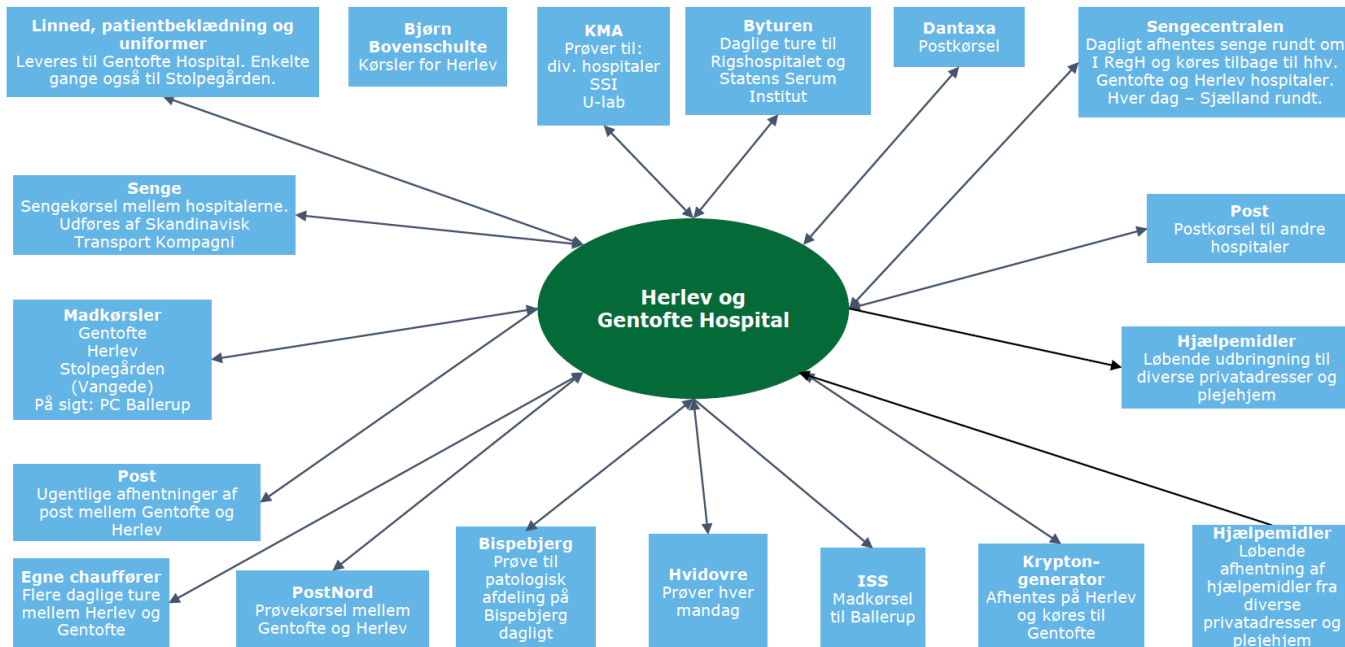 Linned, patientbeklædning og
uniformer
Leveres til Gentofte Hospital. Enkelte
gange også til Stolpegården.
Bjørn
Bovenschulte
Kørsler for Herlev
KMA
Prøver til:
div. hospitaler
SSI
U-lab
Byturen
Daglige ture til
Rigshospitalet og
Statens Serum
Institut
Dantaxa
Postkørsel
Sengecentralen
Dagligt afhentes senge rundt om
I RegH og køres tilbage til hhv.
Gentofte og Herlev hospitaler.
Hver dag – Sjælland rundt.
Senge
Sengekørsel mellem hospitalerne.
Udføres af Skandinavisk
Transport Kompagni
Post
Postkørsel til andre
hospitaler
Herlev og
Gentofte Hospital
Madkørsler
Gentofte
Herlev
Stolpegården
(Vangede)
På sigt: PC Ballerup
Hjælpemidler
Løbende udbringning til
diverse privatadresser og
plejehjem
Post
Ugentlige afhentninger af
post mellem Gentofte og
Herlev
Egne chauffører
Flere daglige ture
mellem Herlev og
Gentofte
PostNord
Prøvekørsel mellem
Gentofte og Herlev
Bispebjerg
Prøve til
patologisk
afdeling på
Bispebjerg
dagligt
Hvidovre
Prøver hver
mandag
ISS
Madkørsel
til Ballerup
Krypton-
generator
Afhentes på Herlev
og køres til
Gentofte
Hjælpemidler
Løbende
afhentning af
hjælpemidler fra
diverse
privatadresser og
plejehjem